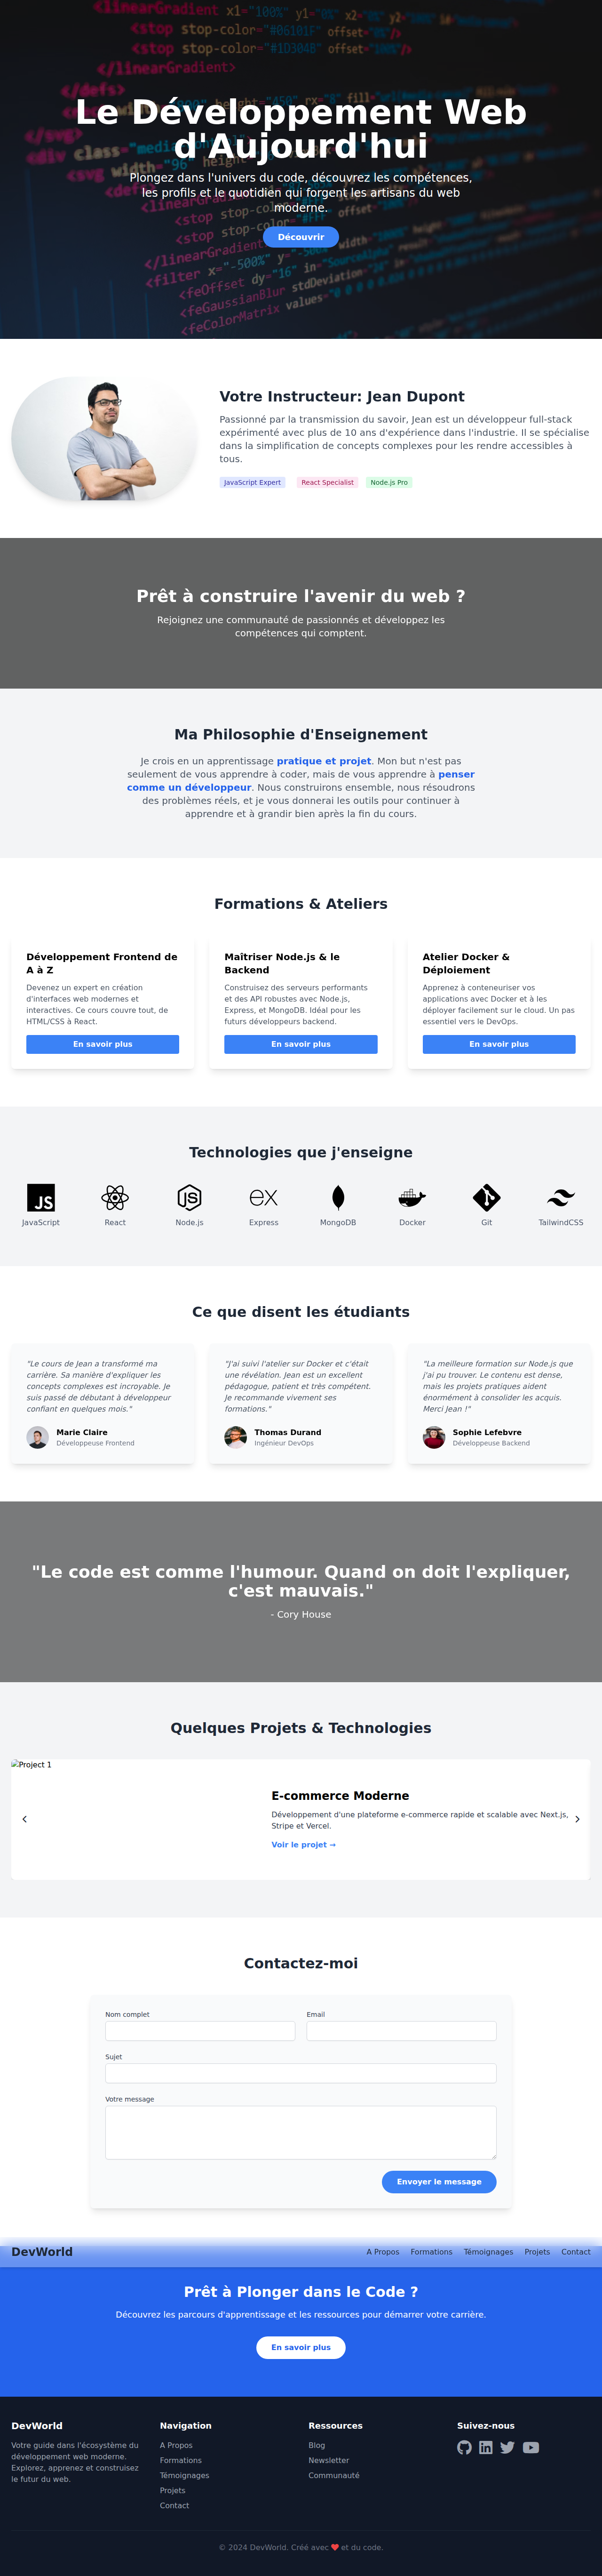 Le Développement Web
d'Aujourd'hui
Plongez dans l'univers du code, découvrez les compétences,
les profils et le quotidien qui forgent les artisans du web
moderne.
Découvrir
Votre Instructeur: Jean Dupont
Passionné par la transmission du savoir, Jean est un développeur full-stack
expérimenté avec plus de 10 ans d'expérience dans l'industrie. Il se spécialise
dans la simplification de concepts complexes pour les rendre accessibles à
tous.
JavaScript Expert
React Specialist
Node.js Pro
Prêt à construire l'avenir du web ?
Rejoignez une communauté de passionnés et développez les
compétences qui comptent.
Ma Philosophie d'Enseignement
Je crois en un apprentissage pratique et projet. Mon but n'est pas
seulement de vous apprendre à coder, mais de vous apprendre à penser
comme un développeur. Nous construirons ensemble, nous résoudrons
des problèmes réels, et je vous donnerai les outils pour continuer à
apprendre et à grandir bien après la fin du cours.
Formations & Ateliers
Développement Frontend de
A à Z
Devenez un expert en création
d'interfaces web modernes et
interactives. Ce cours couvre tout, de
HTML/CSS à React.
En savoir plus
Maîtriser Node.js & le
Backend
Construisez des serveurs performants
et des API robustes avec Node.js,
Express, et MongoDB. Idéal pour les
futurs développeurs backend.
En savoir plus
Atelier Docker &
Déploiement
Apprenez à conteneuriser vos
applications avec Docker et à les
déployer facilement sur le cloud. Un pas
essentiel vers le DevOps.
En savoir plus
Technologies que j'enseigne
JavaScript
React
Node.js
Express
MongoDB
Docker
Git
TailwindCSS
Ce que disent les étudiants
"Le cours de Jean a transformé ma
carrière. Sa manière d'expliquer les
concepts complexes est incroyable. Je
suis passé de débutant à développeur
confiant en quelques mois."
Marie Claire
Développeuse Frontend
"J'ai suivi l'atelier sur Docker et c'était
une révélation. Jean est un excellent
pédagogue, patient et très compétent.
Je recommande vivement ses
formations."
Thomas Durand
Ingénieur DevOps
"La meilleure formation sur Node.js que
j'ai pu trouver. Le contenu est dense,
mais les projets pratiques aident
énormément à consolider les acquis.
Merci Jean !"
Sophie Lefebvre
Développeuse Backend
"Le code est comme l'humour. Quand on doit l'expliquer,
c'est mauvais."
- Cory House
Quelques Projets & Technologies
Project 1
E-commerce Moderne
Développement d'une plateforme e-commerce rapide et scalable avec Next.js,
Stripe et Vercel.
Voir le projet →
Contactez-moi
Nom complet
Email
Sujet
Votre message
Envoyer le message
DevWorld
A Propos
Formations
Témoignages
Projets
Contact
Prêt à Plonger dans le Code ?
Découvrez les parcours d'apprentissage et les ressources pour démarrer votre carrière.
En savoir plus
DevWorld
Votre guide dans l'écosystème du
développement web moderne.
Explorez, apprenez et construisez
le futur du web.
Navigation
A Propos
Formations
Témoignages
Projets
Contact
Ressources
Blog
Newsletter
Communauté
Suivez-nous
© 2024 DevWorld. Créé avec ❤ et du code.